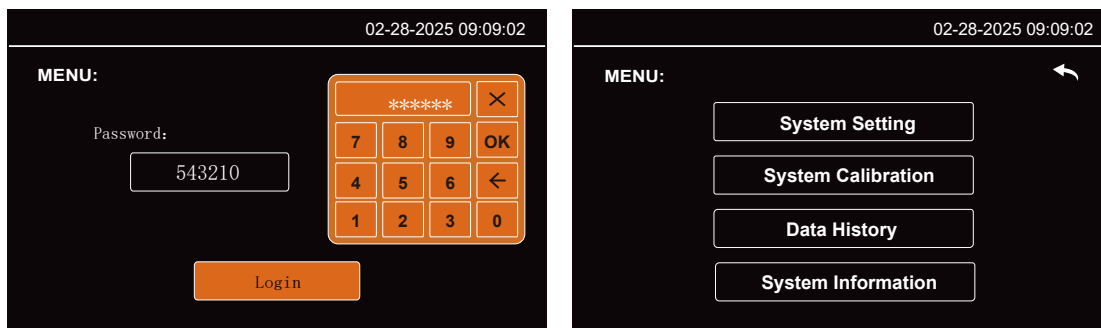 02-28-2025 09:09:02
MENU:
******
Password:
7 8 9 OK
543210
4 5 6
1 2 3 0
Login
02-28-2025 09:09:02
MENU:
System Setting
System Calibration
Data History
System Information